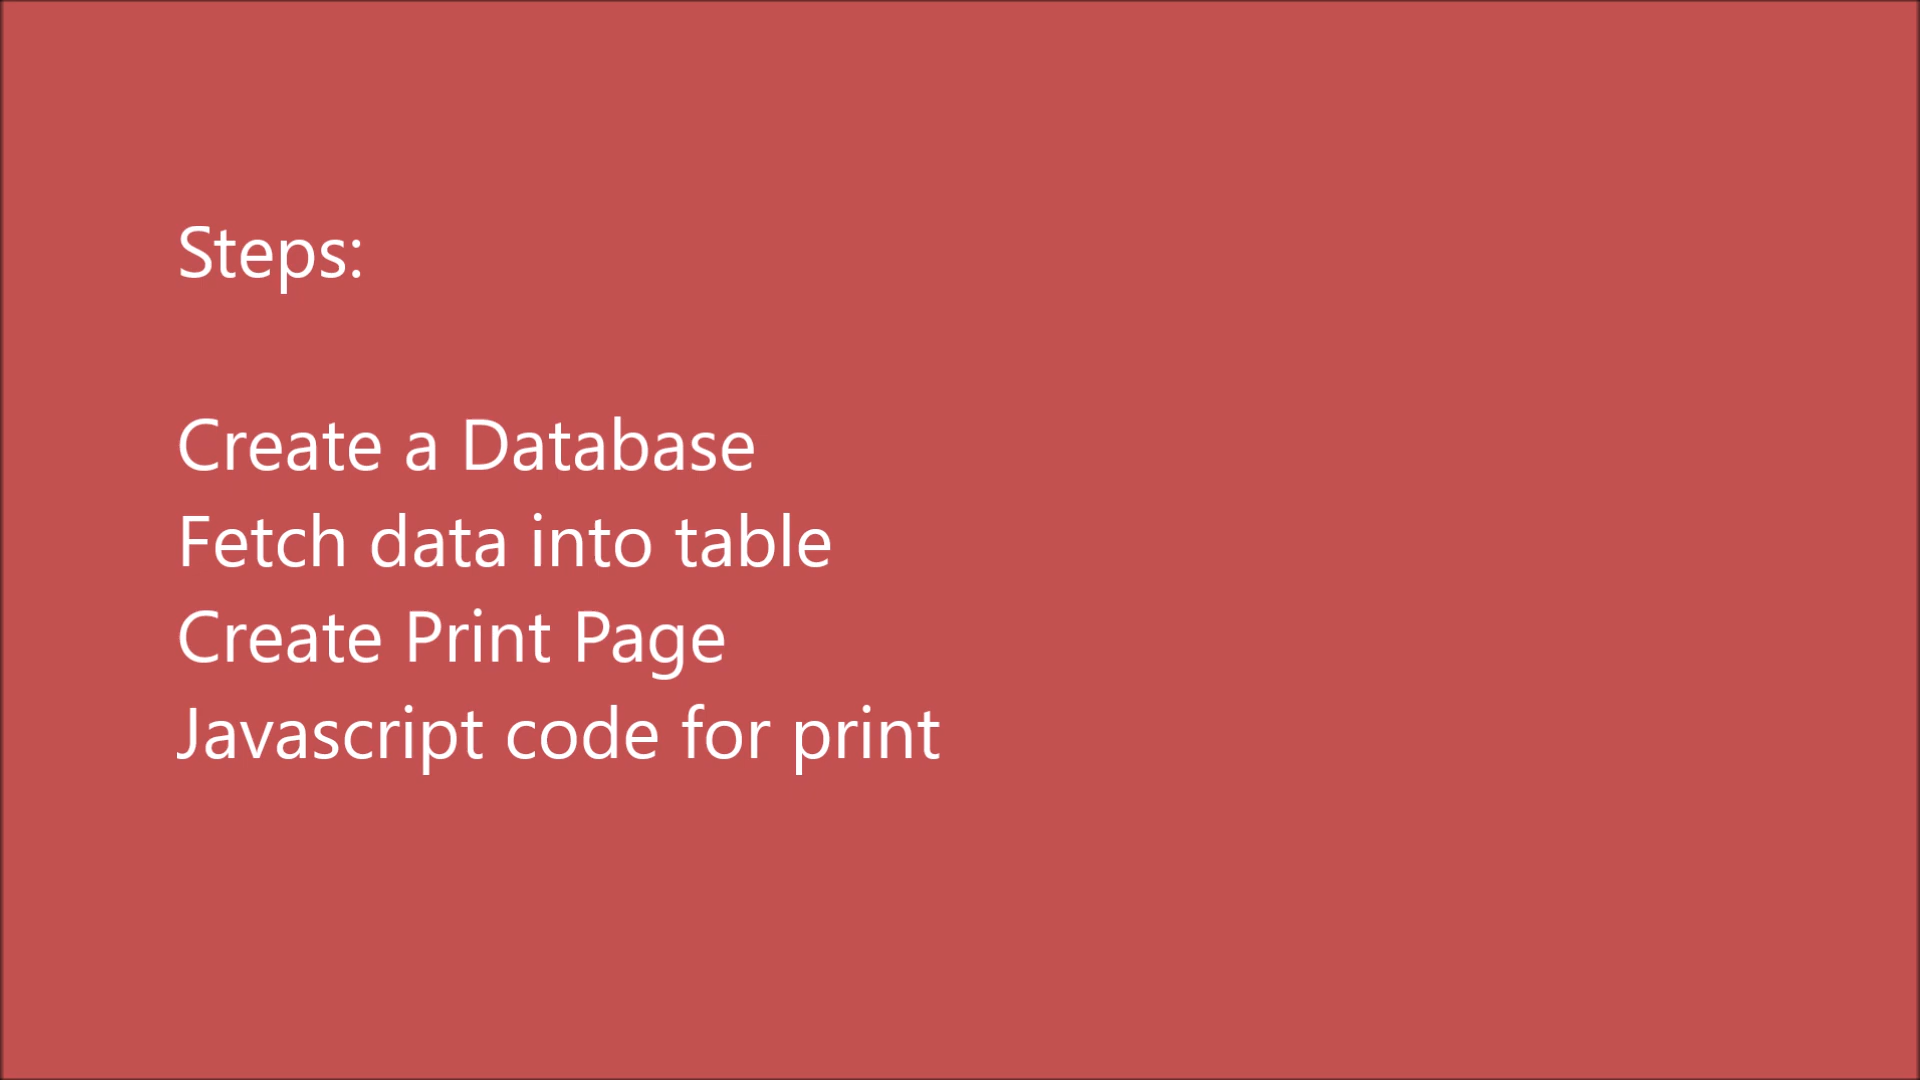 Steps:
Create a Database
Fetch data into table
Create Print Page
Javascript code for print